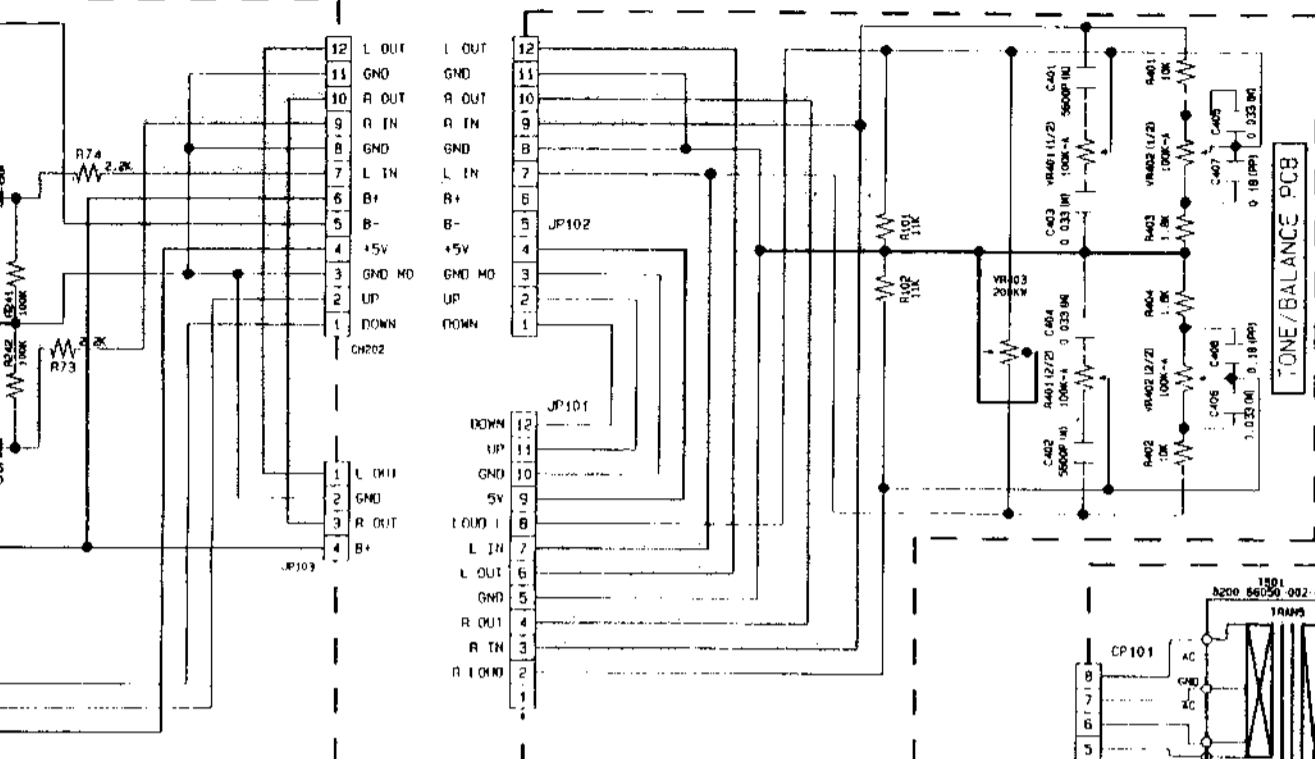 12 L OUT
11 GND
10 R OUT
9 R IN
8 GND
7 L IN
6 B+
5 B-
4 +5V
3 GND MO
2 UP
1 DOWN
CH202
L OUT 12
GND 11
R OUT 10
R IN 9
GND 8
L IN 7
B+ 6
B- 5
+5V 4
GND MO 3
UP 2
DOWN 1
JP102
R74
2.2K
R241
100K
R242
100K
R73
1 L OUT
2 GND
3 R OUT
4 B+
JP103
JP101
DOWN 12
UP 11
GND 10
5V 9
LOUD L 8
L IN 7
L OUT 6
GND 5
R OUT 4
R IN 3
R LOUD 2
1
R101
11K
R102
11K
VR403
200KW
C401
5600P(M)
VR401(1/2)
100K-A
C403
0.033(M)
C404
0.033(M)
R401(2/2)
100K-A
C402
5600P(M)
R401
10K
VR402(1/2)
100K-A
R403
1.8K
R404
1.8K
VR402(2/2)
100K-A
R402
10K
C405
0.033(M)
C407
0.18(PP)
C408
0.18(PP)
C406
0.033(M)
TONE/BALANCE PCB
T501
8200 86050 002
TRANS
CP101
8
7
6
5
AC
GND
AC